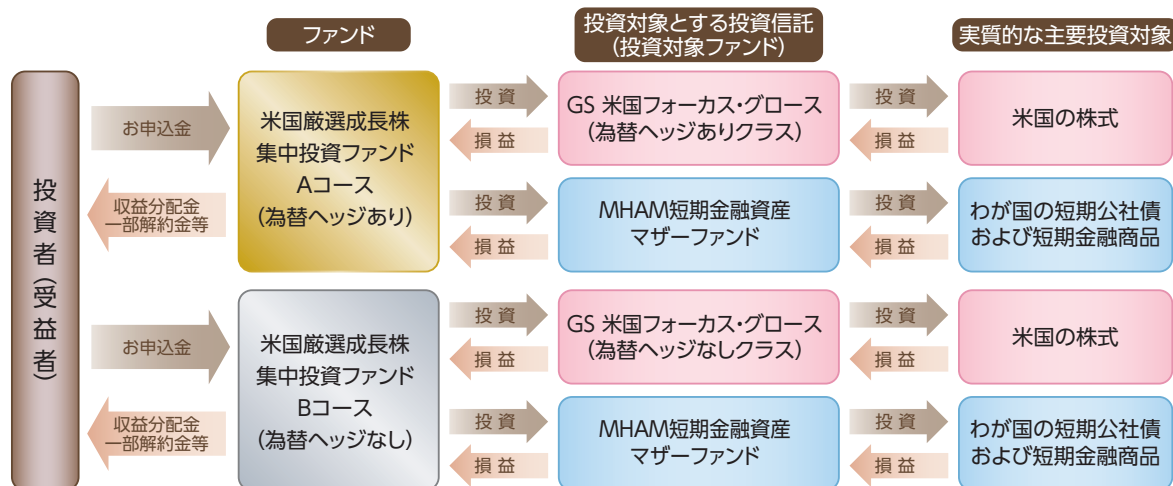 ファンド
投資対象とする投資信託
(投資対象ファンド)
実質的な主要投資対象
投資者(受益者)
お申込金
収益分配金
一部解約金等
米国厳選成長株
集中投資ファンド
Aコース
(為替ヘッジあり)
投資
損益
GS 米国フォーカス・グロース
(為替ヘッジありクラス)
投資
損益
米国の株式
投資
損益
MHAM短期金融資産
マザーファンド
投資
損益
わが国の短期公社債
および短期金融商品
お申込金
収益分配金
一部解約金等
米国厳選成長株
集中投資ファンド
Bコース
(為替ヘッジなし)
投資
損益
GS 米国フォーカス・グロース
(為替ヘッジなしクラス)
投資
損益
米国の株式
投資
損益
MHAM短期金融資産
マザーファンド
投資
損益
わが国の短期公社債
および短期金融商品